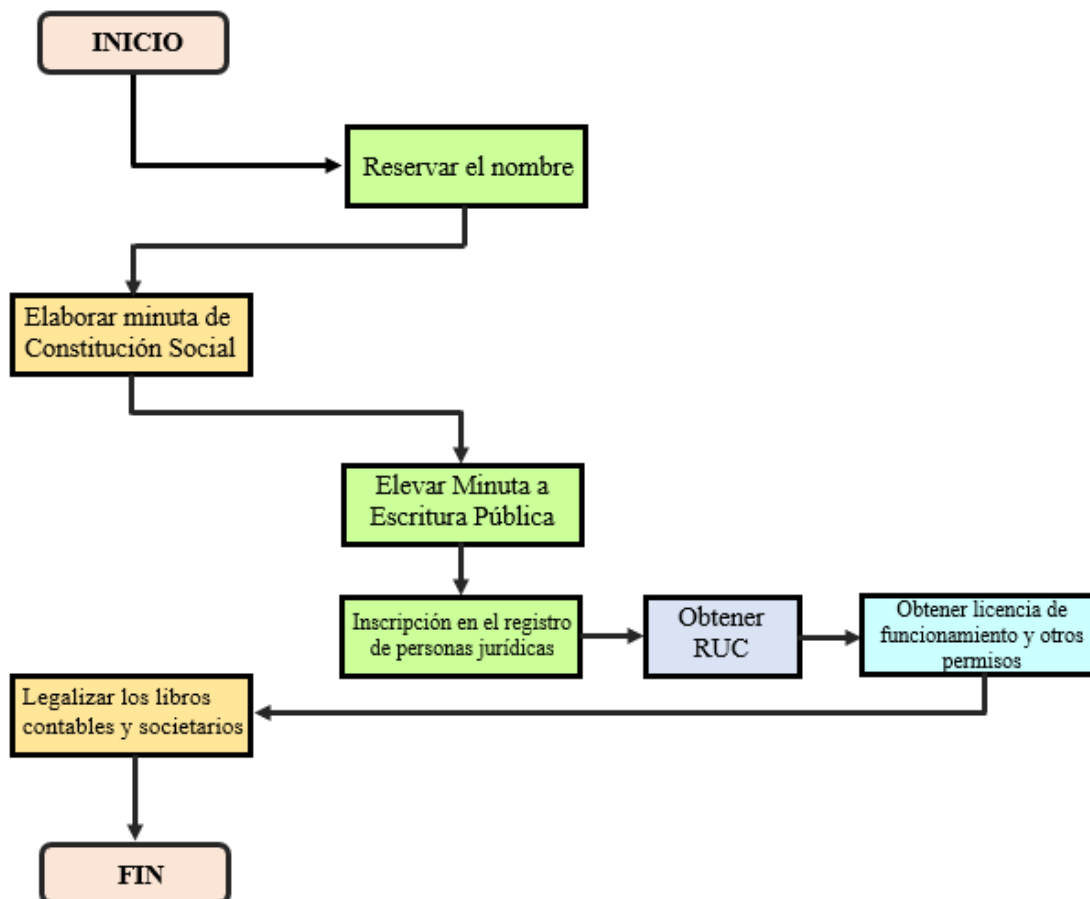 INICIO
Reservar el nombre
Elaborar minuta de
Constitución Social
Elevar Minuta a
Escritura Pública
Inscripción en el registro
de personas jurídicas
Obtener
RUC
Obtener licencia de
funcionamiento y otros
permisos
Legalizar los libros
contables y societarios
FIN